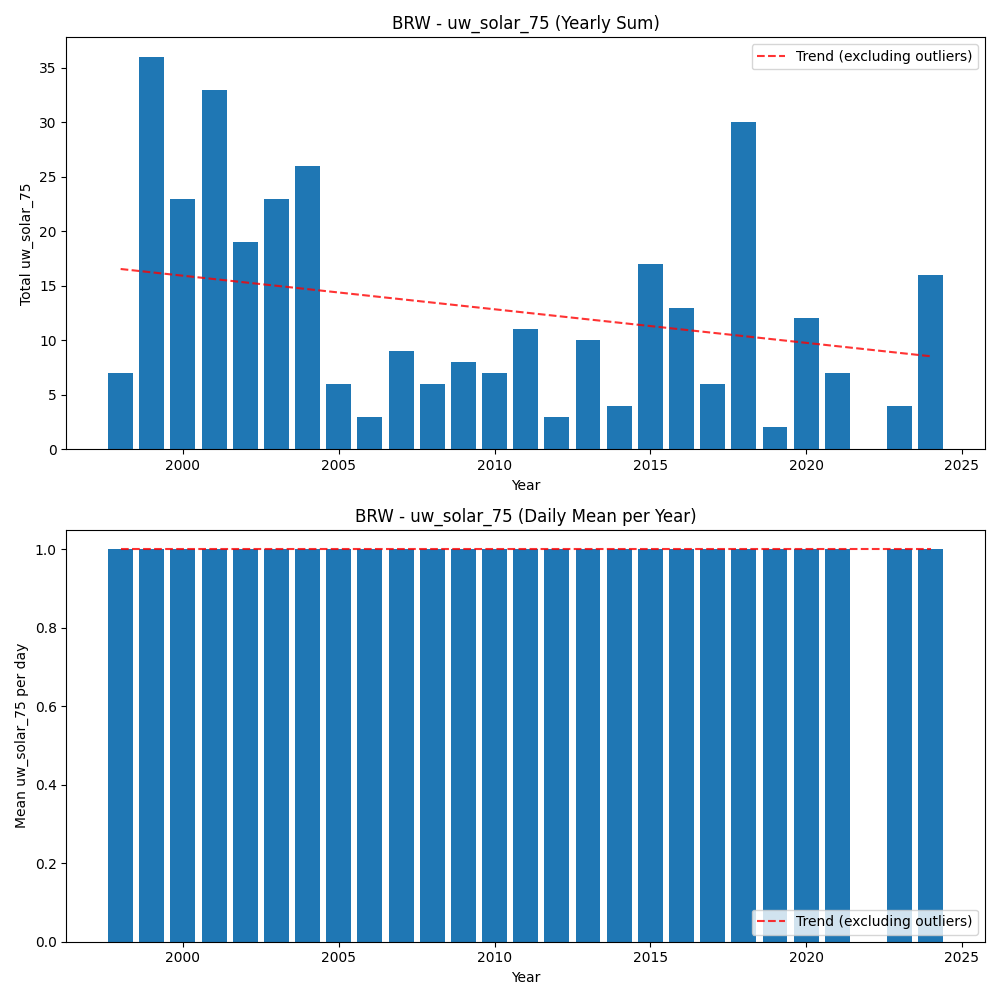 BRW - uw_solar_75 (Yearly Sum)
Trend (excluding outliers)
Total uw_solar_75
35
30
25
20
15
10
5
0
2000 2005 2010 2015 2020 2025
Year
BRW - uw_solar_75 (Daily Mean per Year)
Mean uw_solar_75 per day
1.0
0.8
0.6
0.4
0.2
0.0
Trend (excluding outliers)
2000 2005 2010 2015 2020 2025
Year